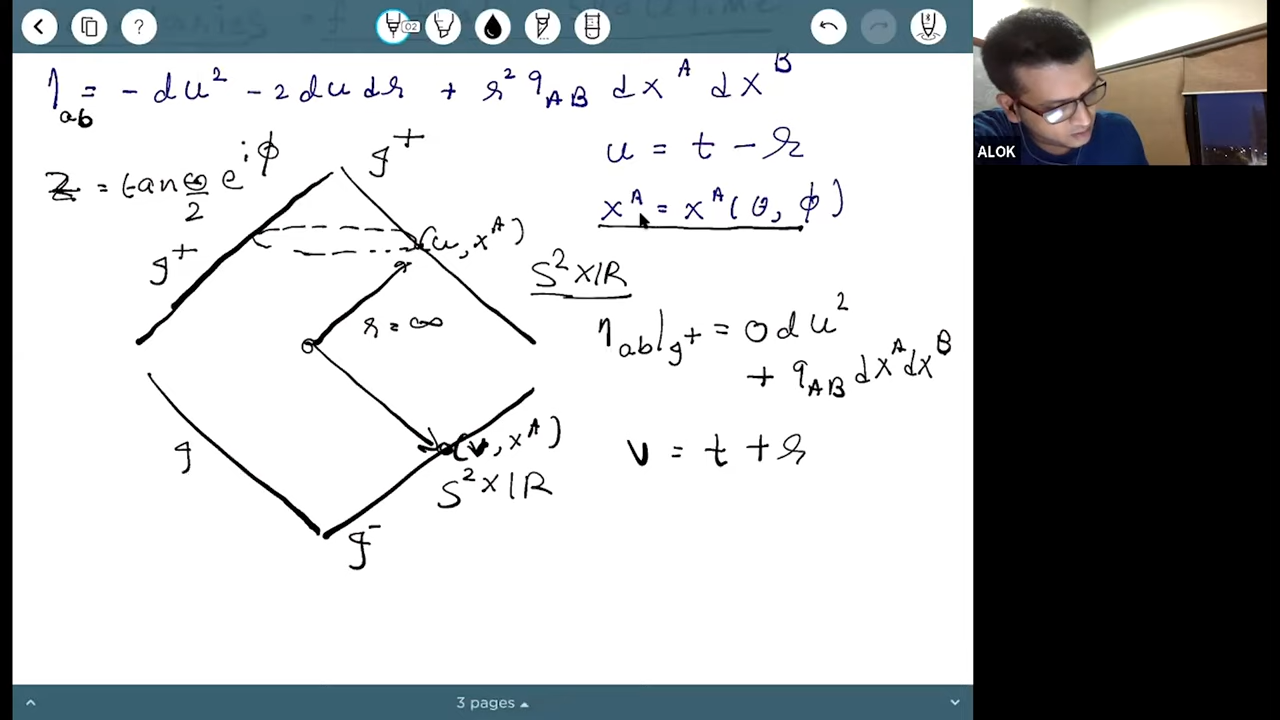 η_ab = - du² - 2 du dr + r² q_AB dx^A dx^B
u = t - r
x^A = x^A(θ, ϕ)
z = tan θ/2 e^iϕ
𝓘⁺
𝓘⁺
(u, x^A)
S² × ℝ
r = ∞
η_ab|𝓘⁺ = 0 du²
+ q_AB dx^A dx^B
(v, x^A)
v = t + r
S² × ℝ
𝓘
𝓘⁻
ALOK
3 pages